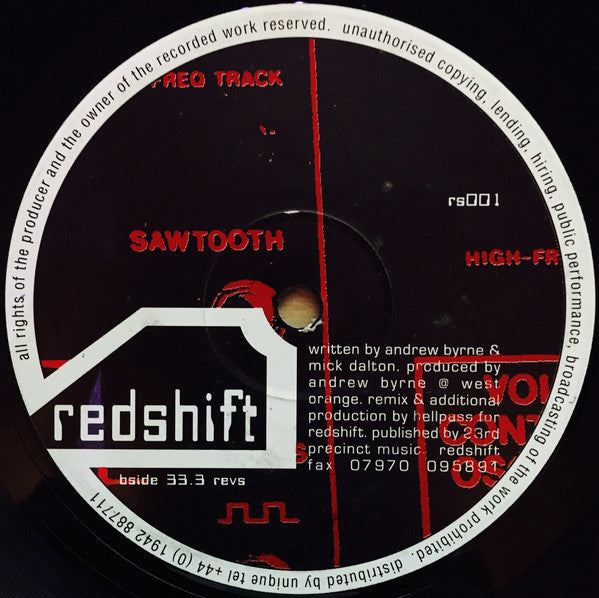 all rights of the producer and the owner of the recorded work reserved. unauthorised copying, lending, hiring, public performance, broadcasting of the work prohibited. distributed by unique tel +44 (0) 1942 887711
FREQ TRACK
rs001
SAWTOOTH
HIGH-FR
written by andrew byrne &
mick dalton. produced by
andrew byrne @ west
orange. remix & additional
production by hellpass for
redshift. published by 23rd
precinct music. redshift
fax 07970 095891
redshift
bside 33.3 revs